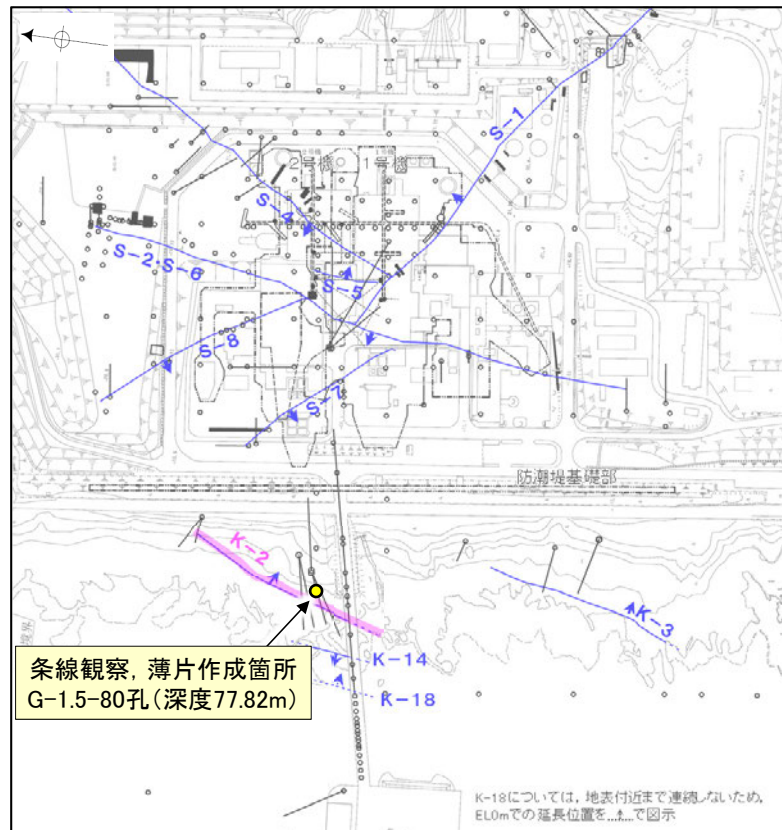 S-1
2号機
1号機
S-4
S-2・S-6
S-5
S-8
S-7
防潮堤基礎部
K-2
K-3
条線観察, 薄片作成箇所
G-1.5-80孔(深度77.82m)
K-14
K-18
K-18については, 地表付近まで連続しないため,
EL0mでの延長位置を で図示